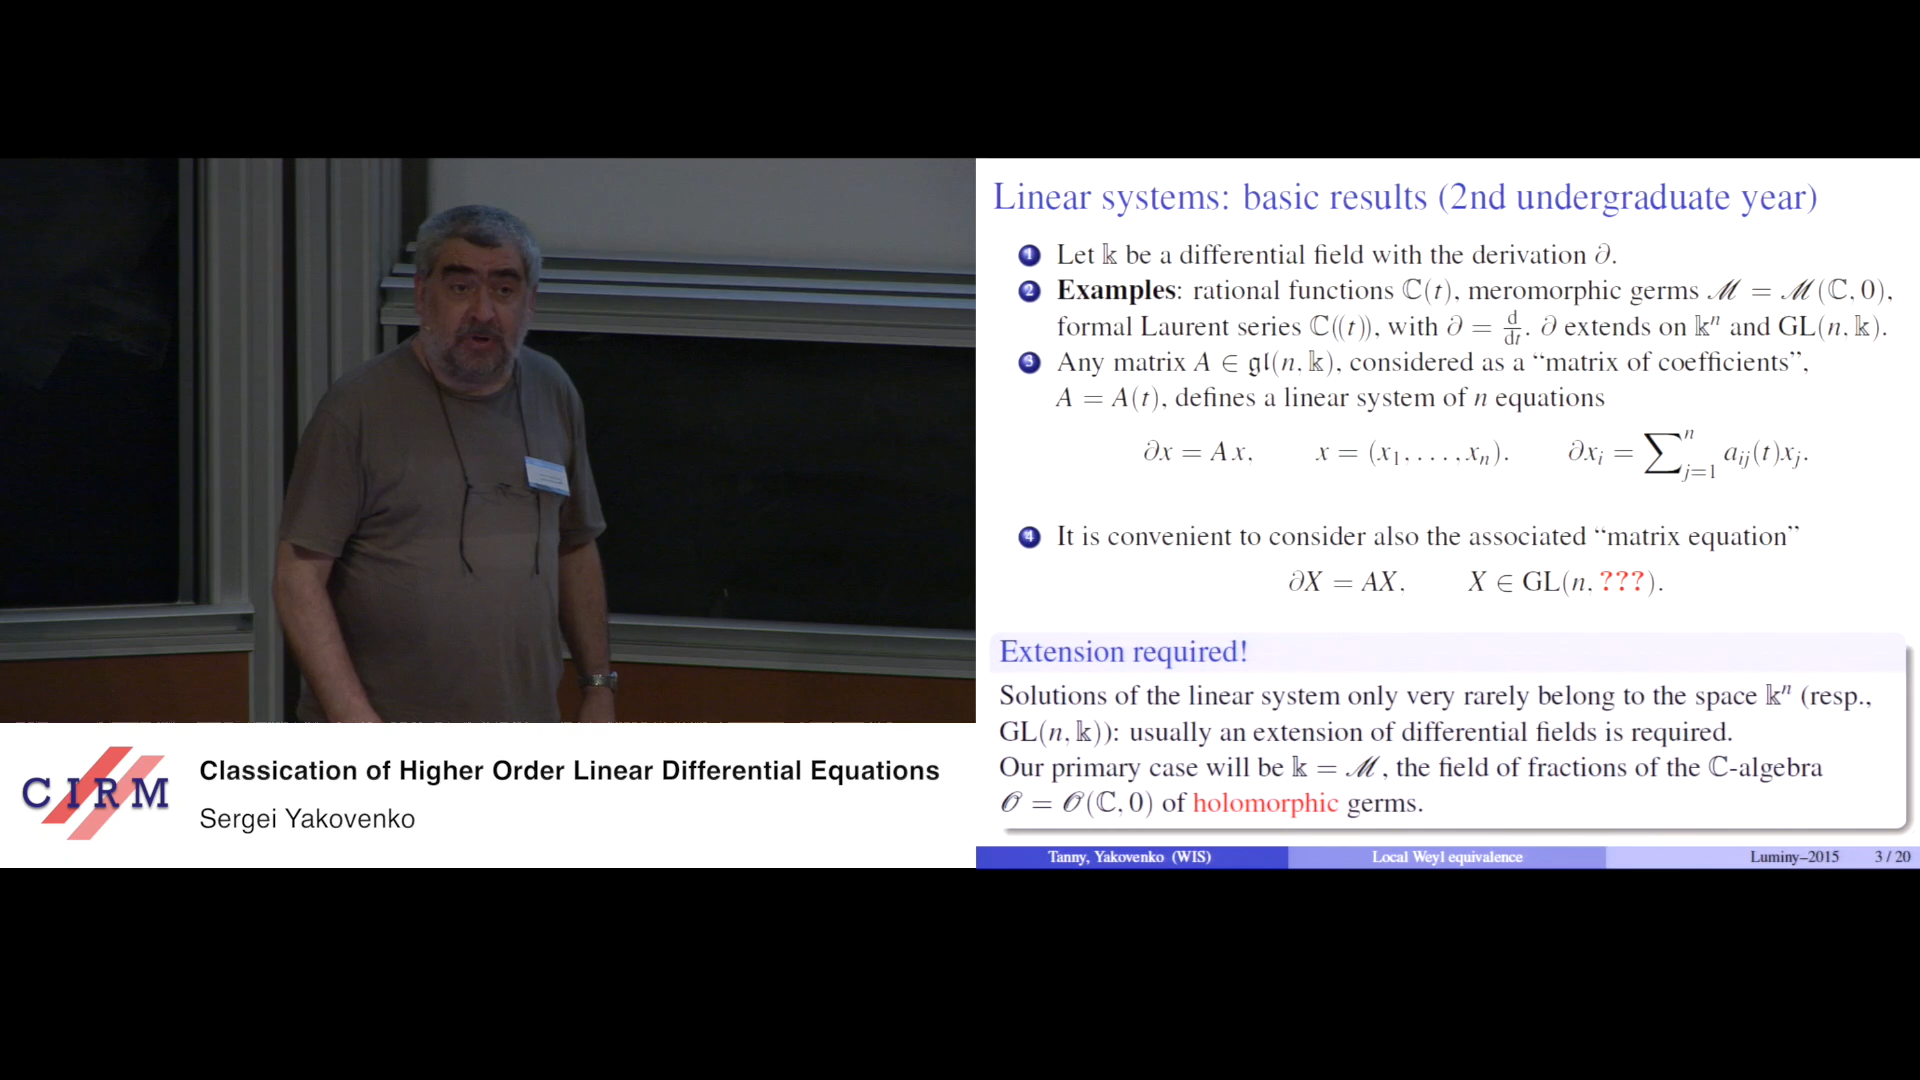 Linear systems: basic results (2nd undergraduate year)
1 Let 𝕜 be a differential field with the derivation ∂.
2 Examples: rational functions ℂ(t), meromorphic germs ℳ = ℳ(ℂ, 0),
formal Laurent series ℂ((t)), with ∂ = d/dt. ∂ extends on 𝕜ⁿ and GL(n, 𝕜).
3 Any matrix A ∈ 𝔤𝔩(n, 𝕜), considered as a “matrix of coefficients”,
A = A(t), defines a linear system of n equations
∂x = Ax, x = (x₁, . . . , xₙ). ∂xᵢ = ∑ⁿⱼ₌₁ aᵢⱼ(t)xⱼ.
4 It is convenient to consider also the associated “matrix equation”
∂X = AX, X ∈ GL(n, ???).
Extension required!
Solutions of the linear system only very rarely belong to the space 𝕜ⁿ (resp.,
GL(n, 𝕜)): usually an extension of differential fields is required.
Our primary case will be 𝕜 = ℳ, the field of fractions of the ℂ-algebra
𝒪 = 𝒪(ℂ, 0) of holomorphic germs.
Tanny, Yakovenko (WIS) Local Weyl equivalence Luminy–2015 3 / 20
CIRM
Classication of Higher Order Linear Differential Equations
Sergei Yakovenko